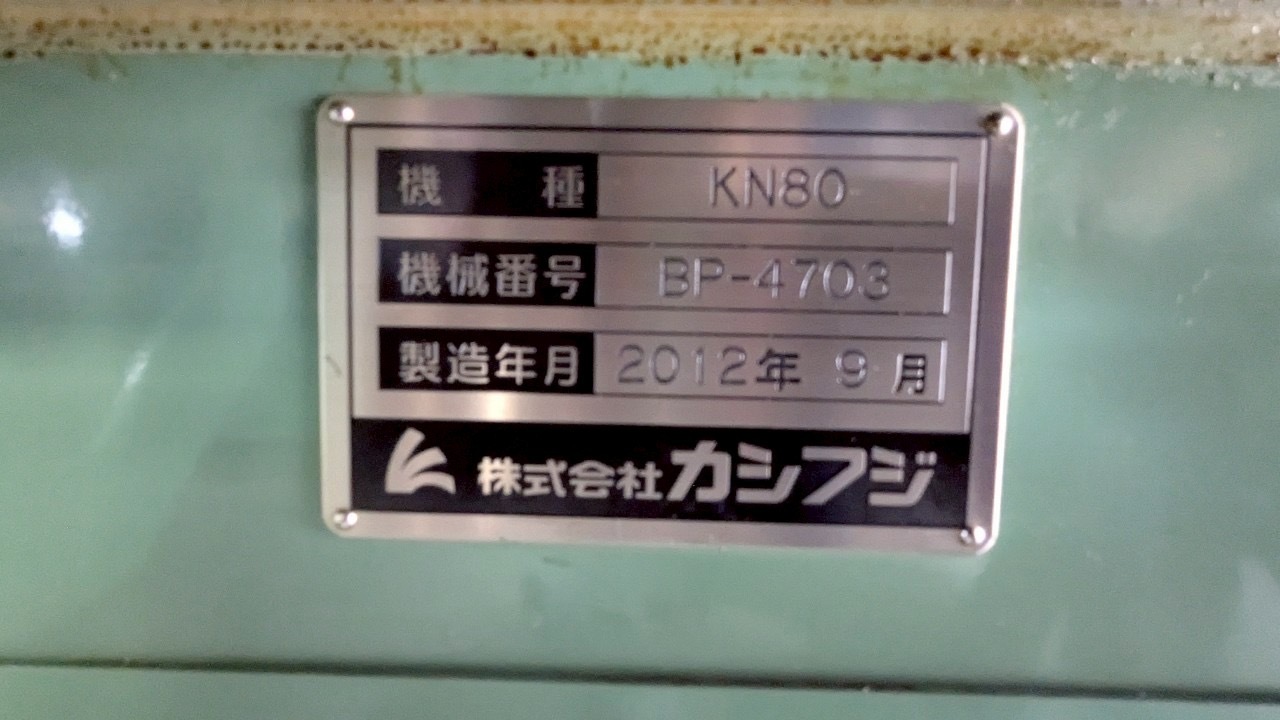 機種 KN80
機械番号 BP-4703
製造年月 2012年 9月
株式会社カシフジ